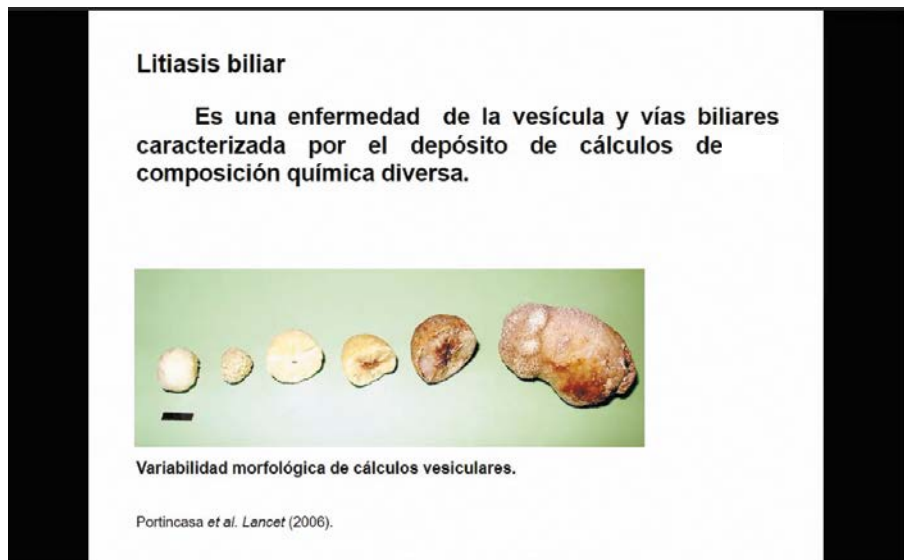 Litiasis biliar
Es una enfermedad de la vesícula y vías biliares
caracterizada por el depósito de cálculos de
composición química diversa.
Variabilidad morfológica de cálculos vesiculares.
Portincasa et al. Lancet (2006).